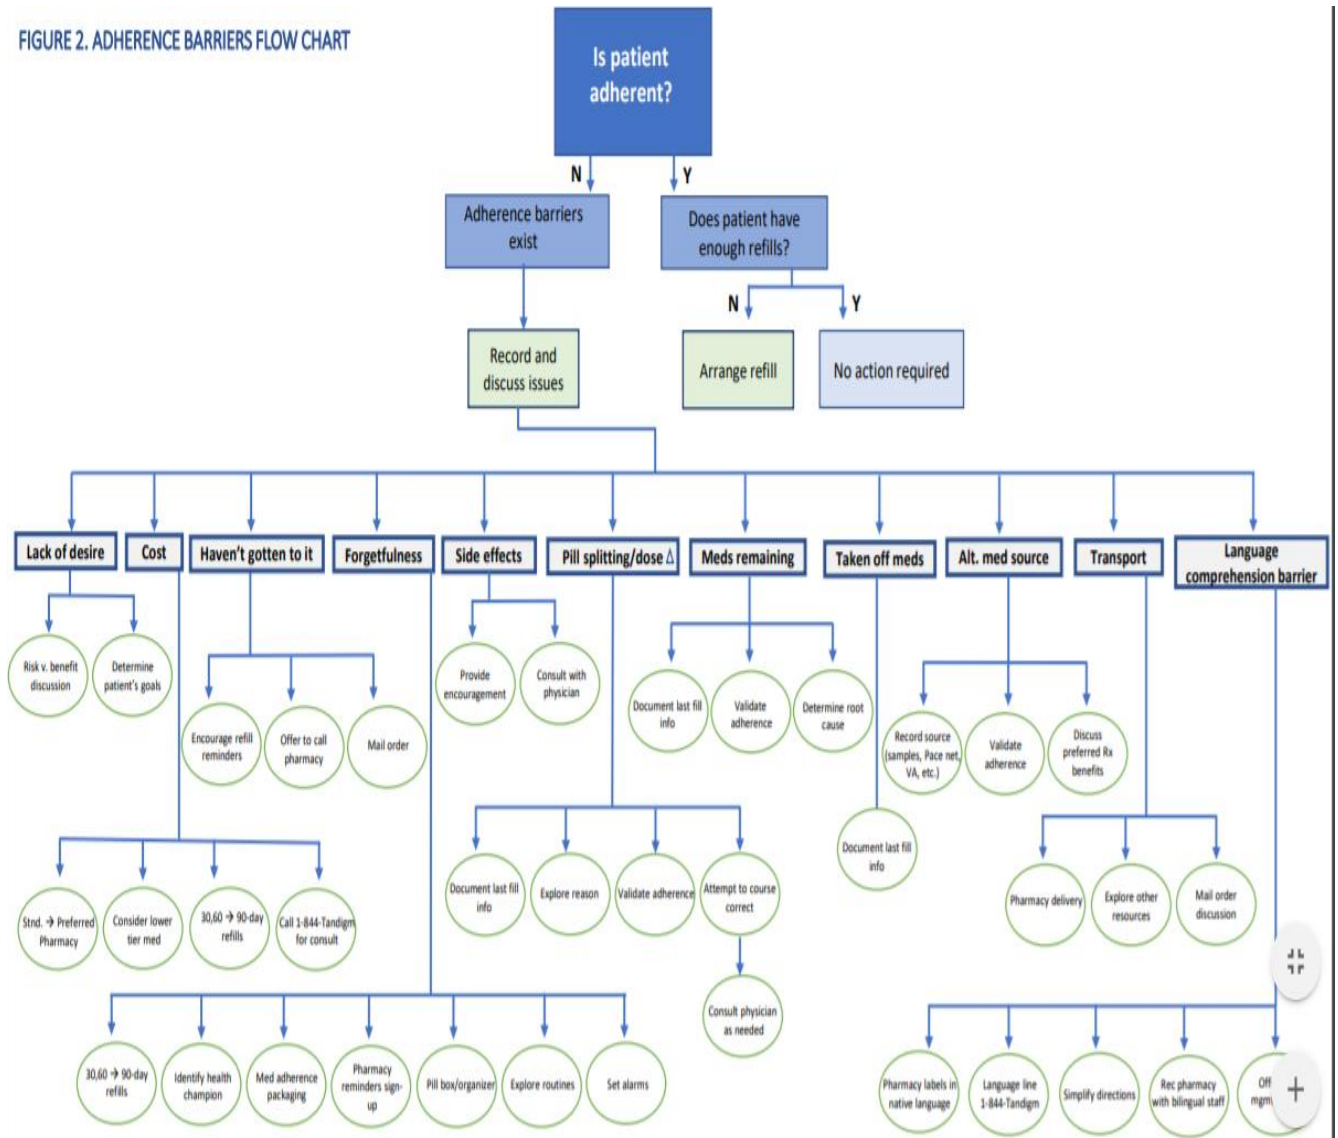 FIGURE 2. ADHERENCE BARRIERS FLOW CHART
Is patient
adherent?
N
Y
Adherence barriers
exist
Does patient have
enough refills?
N
Y
Record and
discuss issues
Arrange refill
No action required
Lack of desire
Cost
Haven't gotten to it
Forgetfulness
Side effects
Pill splitting/dose Δ
Meds remaining
Taken off meds
Alt. med source
Transport
Language
comprehension barrier
Risk v. benefit
discussion
Determine
patient's goals
Encourage refill
reminders
Offer to call
pharmacy
Mail order
Provide
encouragement
Consult with
physician
Document last fill
info
Validate
adherence
Determine root
cause
Record source
(samples, Pace net,
VA, etc.)
Validate
adherence
Discuss
preferred Rx
benefits
Document last fill
info
Explore reason
Validate adherence
Attempt to course
correct
Document last fill
info
Pharmacy delivery
Explore other
resources
Mail order
discussion
Stnd. → Preferred
Pharmacy
Consider lower
tier med
30,60 → 90-day
refills
Call 1-844-Tandigm
for consult
Consult physician
as needed
30,60 → 90-day
refills
Identify health
champion
Med adherence
packaging
Pharmacy
reminders sign-
up
Pill box/organizer
Explore routines
Set alarms
Pharmacy labels in
native language
Language line
1-844-Tandigm
Simplify directions
Rec pharmacy
with bilingual staff